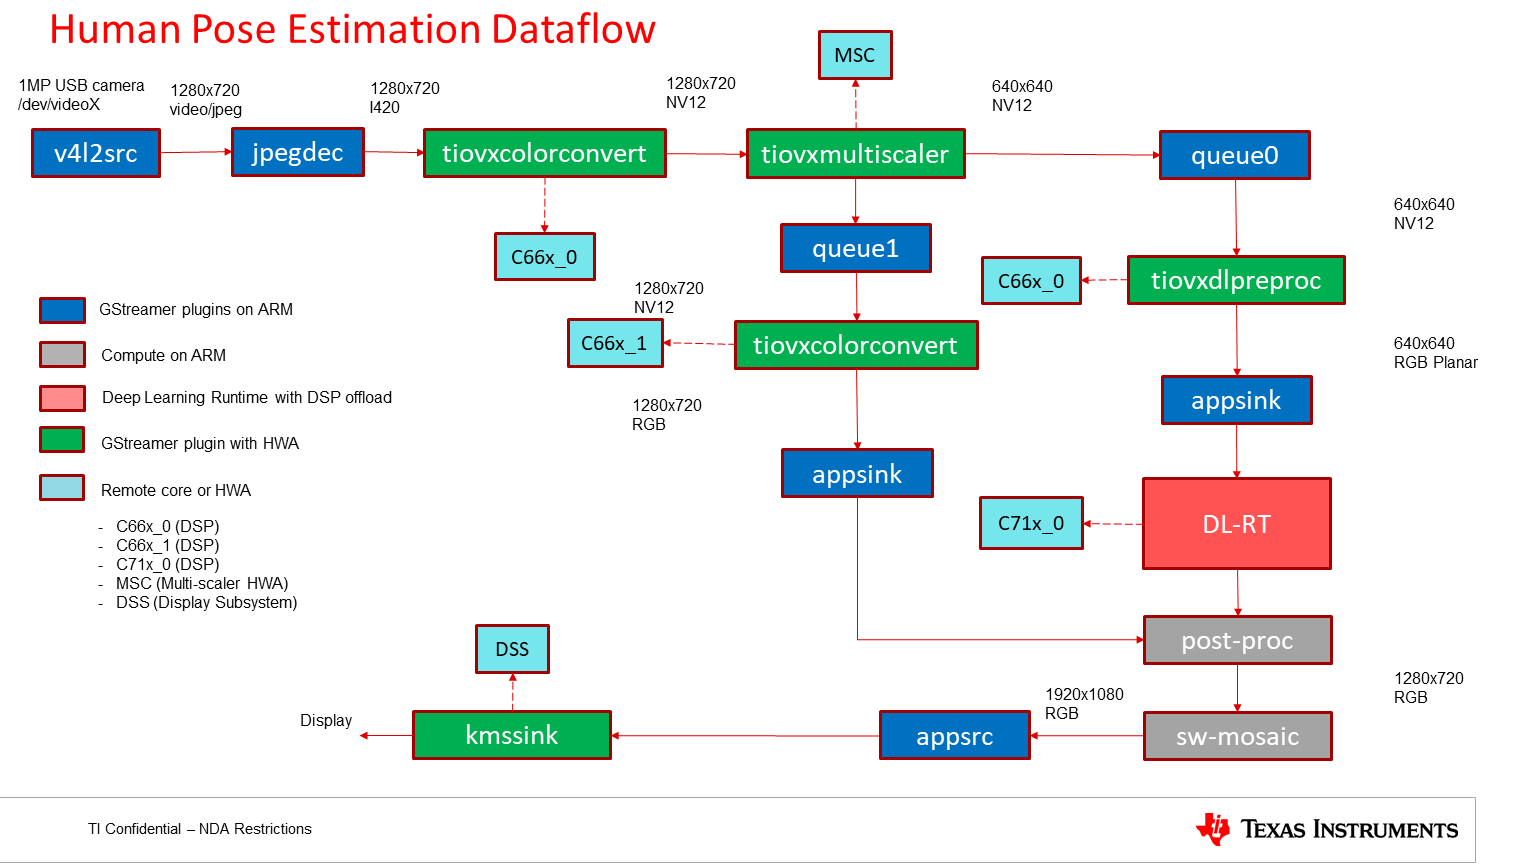 Human Pose Estimation Dataflow
MSC
1MP USB camera
/dev/videoX
1280x720
video/jpeg
1280x720
I420
1280x720
NV12
640x640
NV12
v4l2src
jpegdec
tiovxcolorconvert
tiovxmultiscaler
queue0
640x640
NV12
C66x_0
queue1
C66x_0
tiovxdlpreproc
1280x720
NV12
C66x_1
tiovxcolorconvert
640x640
RGB Planar
GStreamer plugins on ARM
Compute on ARM
Deep Learning Runtime with DSP offload
GStreamer plugin with HWA
Remote core or HWA
- C66x_0 (DSP)
- C66x_1 (DSP)
- C71x_0 (DSP)
- MSC (Multi-scaler HWA)
- DSS (Display Subsystem)
1280x720
RGB
appsink
appsink
C71x_0
DL-RT
post-proc
DSS
1280x720
RGB
1920x1080
RGB
Display
kmssink
appsrc
sw-mosaic
TI Confidential – NDA Restrictions
TEXAS INSTRUMENTS